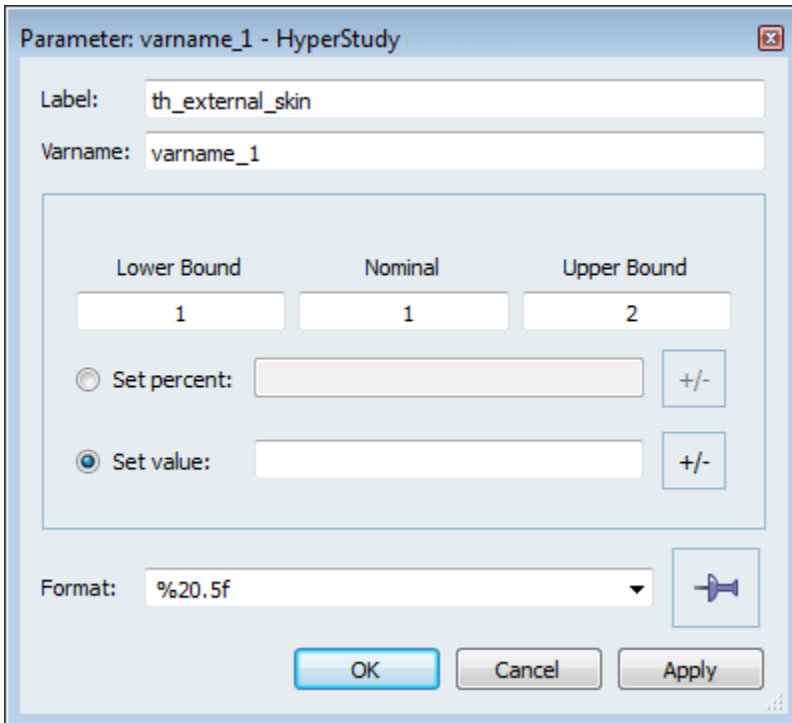 Parameter: varname_1 - HyperStudy
Label: th_external_skin
Varname: varname_1
Lower Bound Nominal Upper Bound
1 1 2
Set percent: +/-
Set value: +/-
Format: %20.5f
OK Cancel Apply